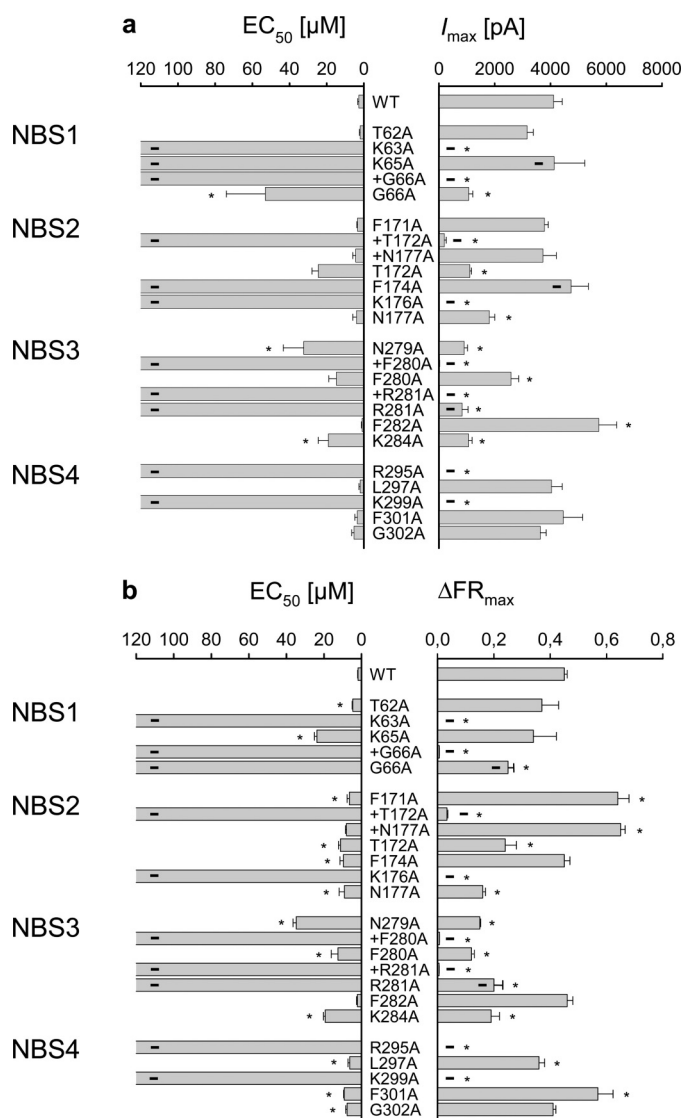 a EC50 [µM] Imax [pA]
120 100 80 60 40 20 0 0 2000 4000 6000 8000
WT
NBS1 T62A
K63A *
K65A
+G66A *
* G66A *
NBS2 F171A
+T172A *
+N177A
T172A *
F174A
K176A *
N177A *
NBS3 * N279A *
+F280A *
F280A *
+R281A *
R281A *
F282A *
* K284A *
NBS4 R295A *
L297A
K299A *
F301A
G302A
b EC50 [µM] ΔFRmax
120 100 80 60 40 20 0 0,0 0,2 0,4 0,6 0,8
WT
NBS1 * T62A
K63A *
* K65A
+G66A *
G66A *
NBS2 * F171A *
+T172A *
+N177A *
* T172A *
* F174A
K176A *
* N177A *
NBS3 * N279A *
+F280A *
* F280A *
+R281A *
R281A *
F282A
* K284A *
NBS4 R295A *
* L297A *
K299A *
* F301A *
* G302A